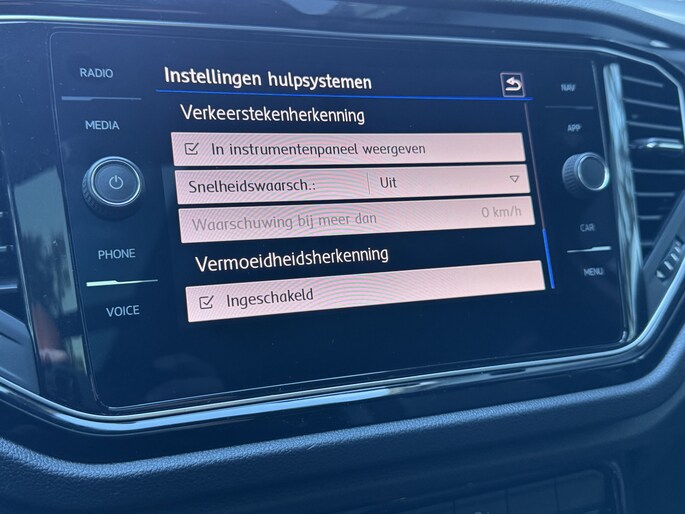 RADIO
MEDIA
PHONE
VOICE
Instellingen hulpsystemen
Verkeerstekenherkenning
In instrumentenpaneel weergeven
Snelheidswaarsch.: Uit
Waarschuwing bij meer dan 0 km/h
Vermoeidheidsherkenning
Ingeschakeld
NAV
APP
CAR
MENU